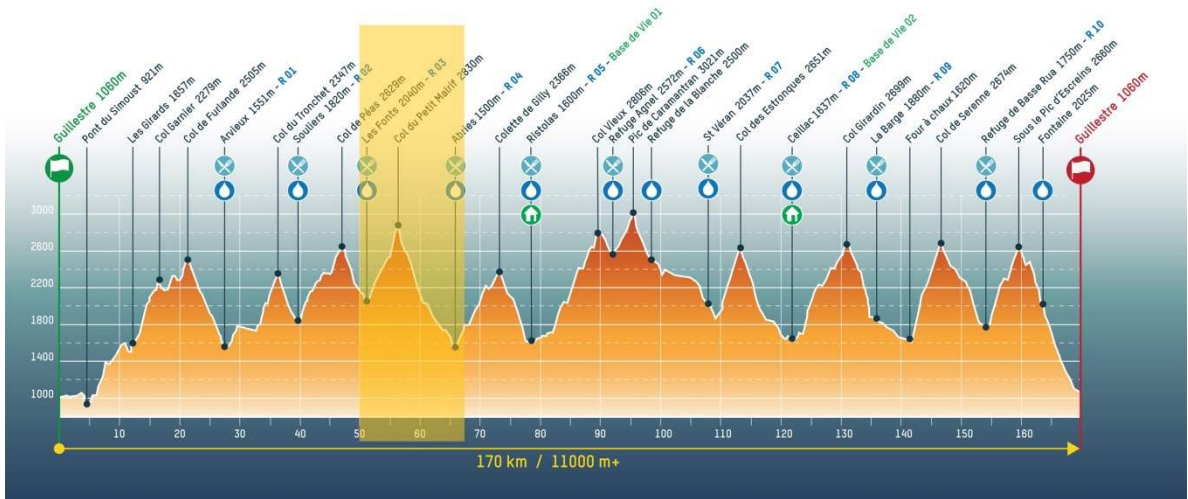 Guillestre 1060m
Pont du Simoust 921m
Les Girards 1657m
Col Garnier 2279m
Col de Furfande 2505m
Arvieux 1551m - R 01
Col du Tronchet 2347m
Souliers 1820m - R 02
Col de Péas 2629m
Les Fonts 2040m - R 03
Col du Petit Malrif 2830m
Abriès 1500m - R 04
Colette de Gilly 2366m
Ristolas 1600m - R 05 - Base de Vie 01
Col Vieux 2806m
Refuge Agnel 2572m - R 06
Pic de Caramantran 3021m
Refuge de la Blanche 2500m
St Véran 2037m - R 07
Col des Estronques 2651m
Ceillac 1637m - R 08 - Base de Vie 02
Col Girardin 2699m
La Barge 1880m - R 09
Four à chaux 1620m
Col de Serenne 2674m
Refuge de Basse Rua 1750m - R 10
Sous le Pic d'Escreins 2680m
Fontaine 2025m
Guillestre 1060m
3000
2600
2200
1800
1400
1000
10 20 30 40 50 60 70 80 90 100 110 120 130 140 150 160
170 km / 11000 m+